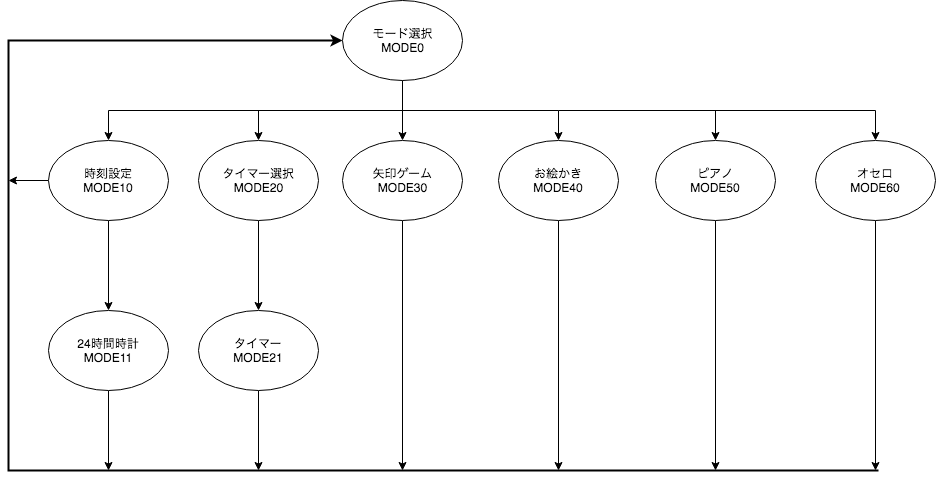 モード選択
MODE0
時刻設定
MODE10
タイマー選択
MODE20
矢印ゲーム
MODE30
お絵かき
MODE40
ピアノ
MODE50
オセロ
MODE60
24時間時計
MODE11
タイマー
MODE21